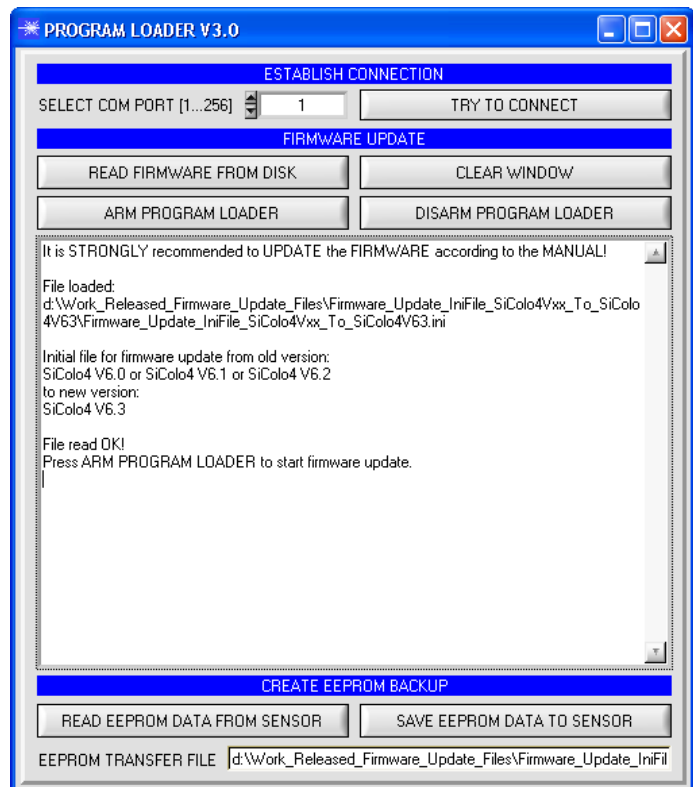 PROGRAM LOADER V3.0
ESTABLISH CONNECTION
SELECT COM PORT [1...256] 1 TRY TO CONNECT
FIRMWARE UPDATE
READ FIRMWARE FROM DISK CLEAR WINDOW
ARM PROGRAM LOADER DISARM PROGRAM LOADER
It is STRONGLY recommended to UPDATE the FIRMWARE according to the MANUAL!
File loaded:
d:\Work_Released_Firmware_Update_Files\Firmware_Update_IniFile_SiColo4Vxx_To_SiColo
4V63\Firmware_Update_IniFile_SiColo4Vxx_To_SiColo4V63.ini
Initial file for firmware update from old version:
SiColo4 V6.0 or SiColo4 V6.1 or SiColo4 V6.2
to new version:
SiColo4 V6.3
File read OK!
Press ARM PROGRAM LOADER to start firmware update.
CREATE EEPROM BACKUP
READ EEPROM DATA FROM SENSOR SAVE EEPROM DATA TO SENSOR
EEPROM TRANSFER FILE d:\Work_Released_Firmware_Update_Files\Firmware_Update_IniFil